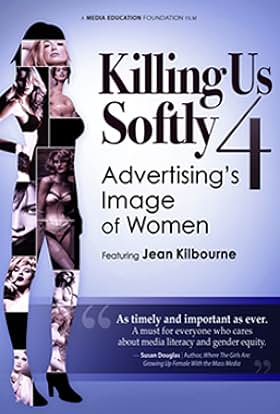 A MEDIA EDUCATION FOUNDATION FILM
Killing Us
Softly 4
Advertising's
Image
of Women
Featuring Jean Kilbourne
“ As timely and important as ever.
A must for everyone who cares
about media literacy and gender equity. ”
— Susan Douglas | Author, Where The Girls Are:
Growing Up Female With the Mass Media